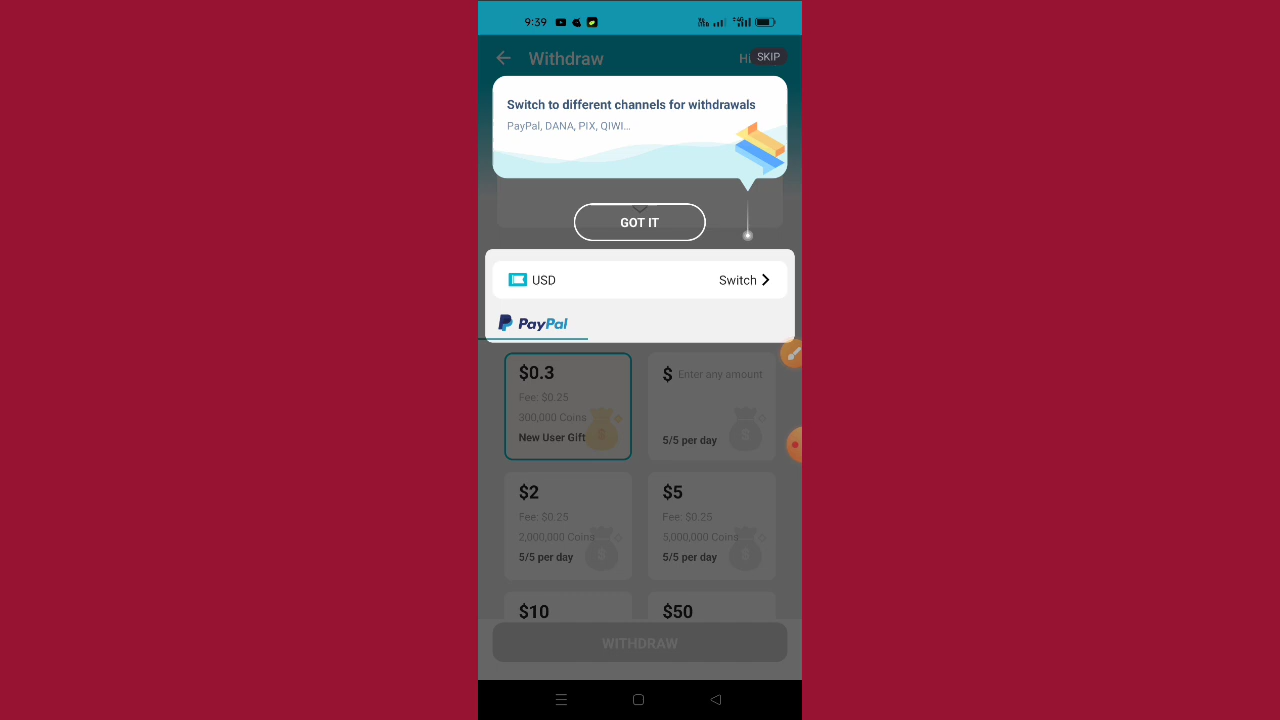 9:39
Withdraw
Hi
SKIP
Switch to different channels for withdrawals
PayPal, DANA, PIX, QIWI...
GOT IT
USD
Switch
PayPal
$0.3
Fee: $0.25
300,000 Coins
New User Gift
$ Enter any amount
5/5 per day
$2
Fee: $0.25
2,000,000 Coins
5/5 per day
$5
Fee: $0.25
5,000,000 Coins
5/5 per day
$10
$50
WITHDRAW